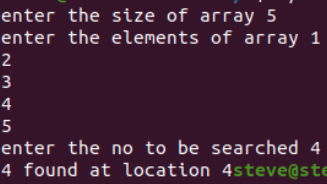 enter the size of array 5
enter the elements of array 1
2
3
4
5
enter the no to be searched 4
4 found at location 4steve@ste